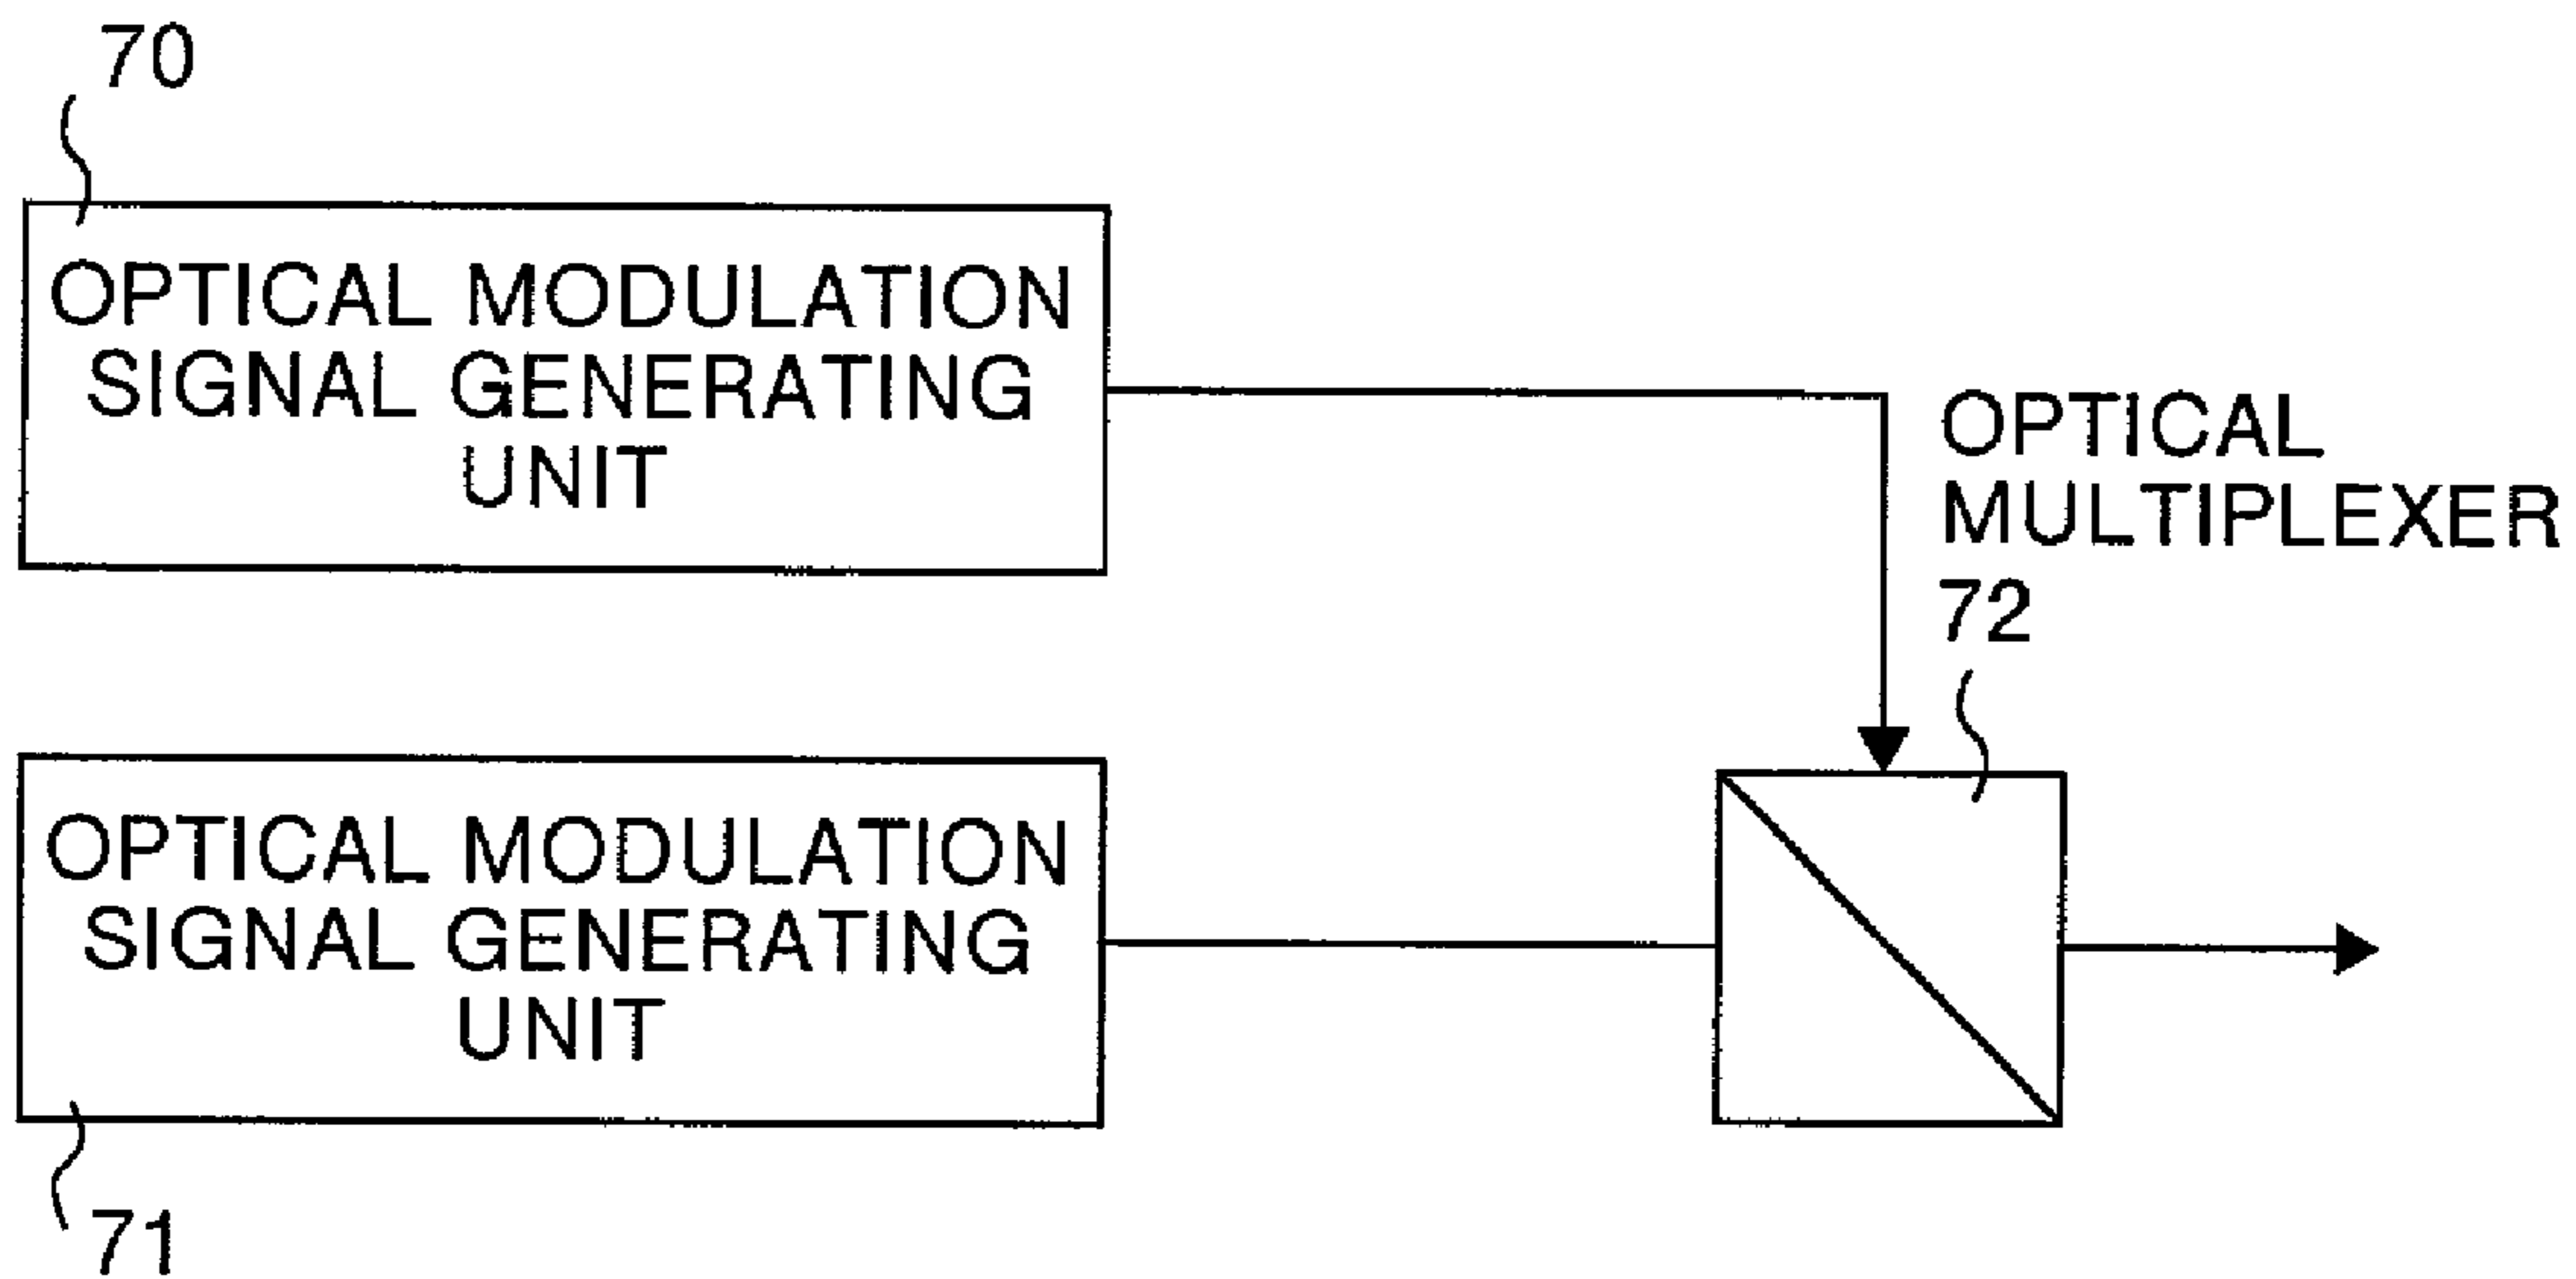 70
OPTICAL MODULATION
SIGNAL GENERATING
UNIT
OPTICAL
MULTIPLEXER
72
OPTICAL MODULATION
SIGNAL GENERATING
UNIT
71